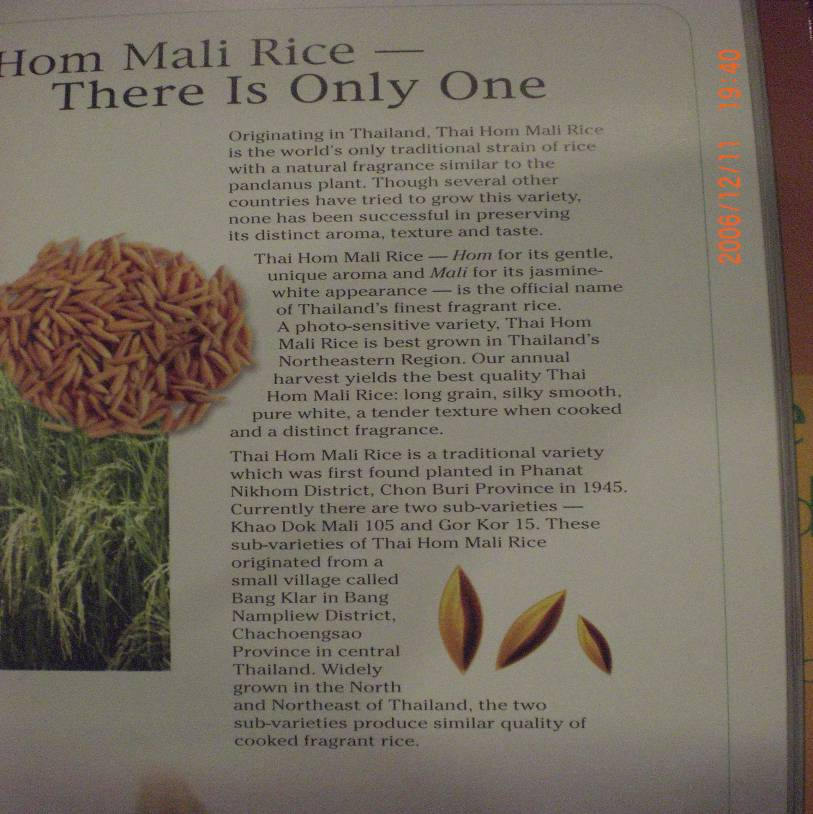 Hom Mali Rice —
There Is Only One
Originating in Thailand, Thai Hom Mali Rice
is the world's only traditional strain of rice
with a natural fragrance similar to the
pandanus plant. Though several other
countries have tried to grow this variety,
none has been successful in preserving
its distinct aroma, texture and taste.
Thai Hom Mali Rice — Hom for its gentle,
unique aroma and Mali for its jasmine-
white appearance — is the official name
of Thailand's finest fragrant rice.
A photo-sensitive variety, Thai Hom
Mali Rice is best grown in Thailand's
Northeastern Region. Our annual
harvest yields the best quality Thai
Hom Mali Rice: long grain, silky smooth,
pure white, a tender texture when cooked
and a distinct fragrance.
Thai Hom Mali Rice is a traditional variety
which was first found planted in Phanat
Nikhom District, Chon Buri Province in 1945.
Currently there are two sub-varieties —
Khao Dok Mali 105 and Gor Kor 15. These
sub-varieties of Thai Hom Mali Rice
originated from a
small village called
Bang Klar in Bang
Nampliew District,
Chachoengsao
Province in central
Thailand. Widely
grown in the North
and Northeast of Thailand, the two
sub-varieties produce similar quality of
cooked fragrant rice.
2006/12/11 19:40